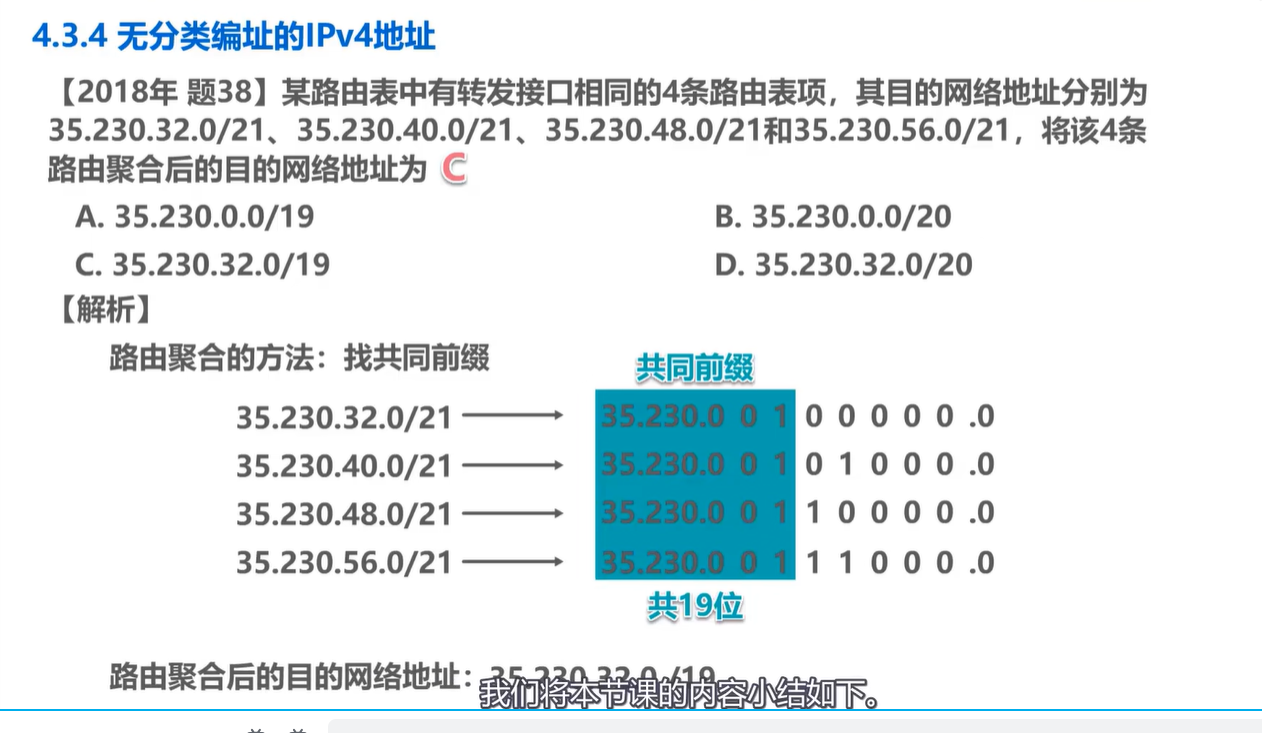 4.3.4 无分类编址的IPv4地址
【2018年 题38】某路由表中有转发接口相同的4条路由表项，其目的网络地址分别为
35.230.32.0/21、35.230.40.0/21、35.230.48.0/21和35.230.56.0/21，将该4条
路由聚合后的目的网络地址为 C
A. 35.230.0.0/19 B. 35.230.0.0/20
C. 35.230.32.0/19 D. 35.230.32.0/20
【解析】
路由聚合的方法：找共同前缀
共同前缀
35.230.32.0/21 35.230.0 0 1 0 0 0 0 0 .0
35.230.40.0/21 35.230.0 0 1 0 1 0 0 0 .0
35.230.48.0/21 35.230.0 0 1 1 0 0 0 0 .0
35.230.56.0/21 35.230.0 0 1 1 1 0 0 0 .0
共19位
路由聚合后的目的网络地址：35.230.32.0 /19
我们将本节课的内容小结如下。